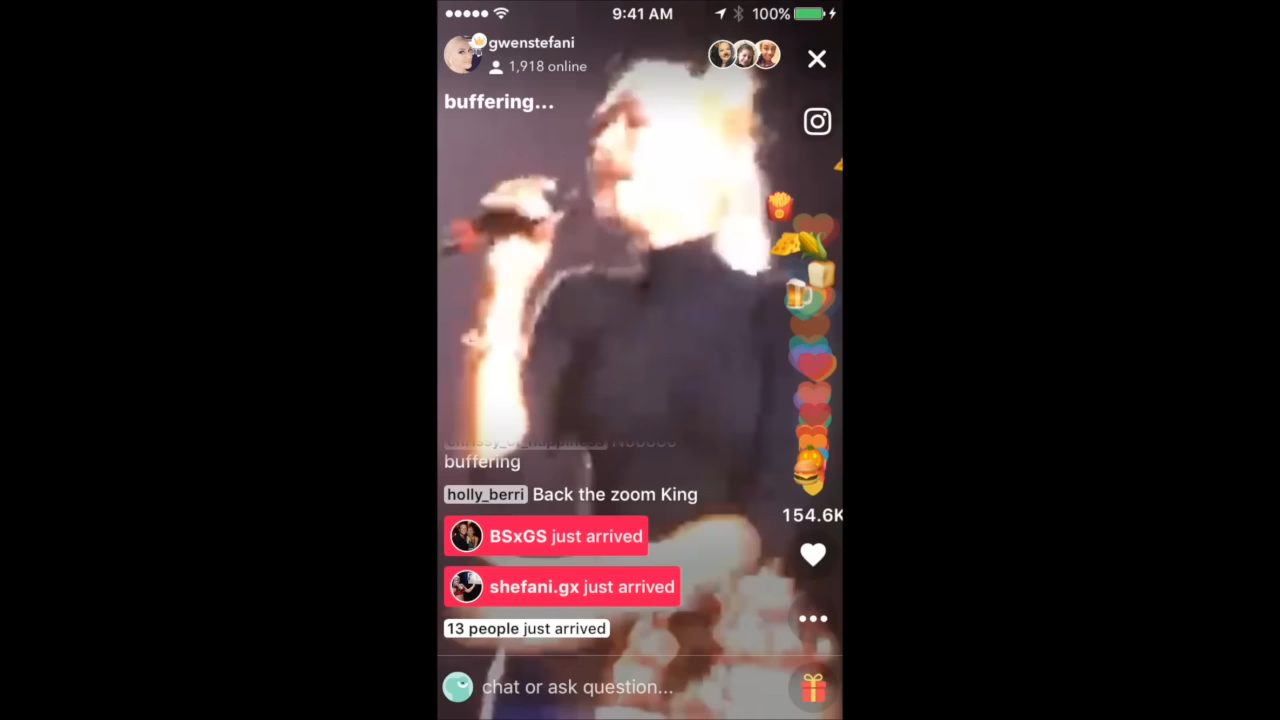 9:41 AM
100%
gwenstefani
1,918 online
buffering...
buffering
holly_berri Back the zoom King
BSxGS just arrived
shefani.gx just arrived
13 people just arrived
154.6K
chat or ask question...